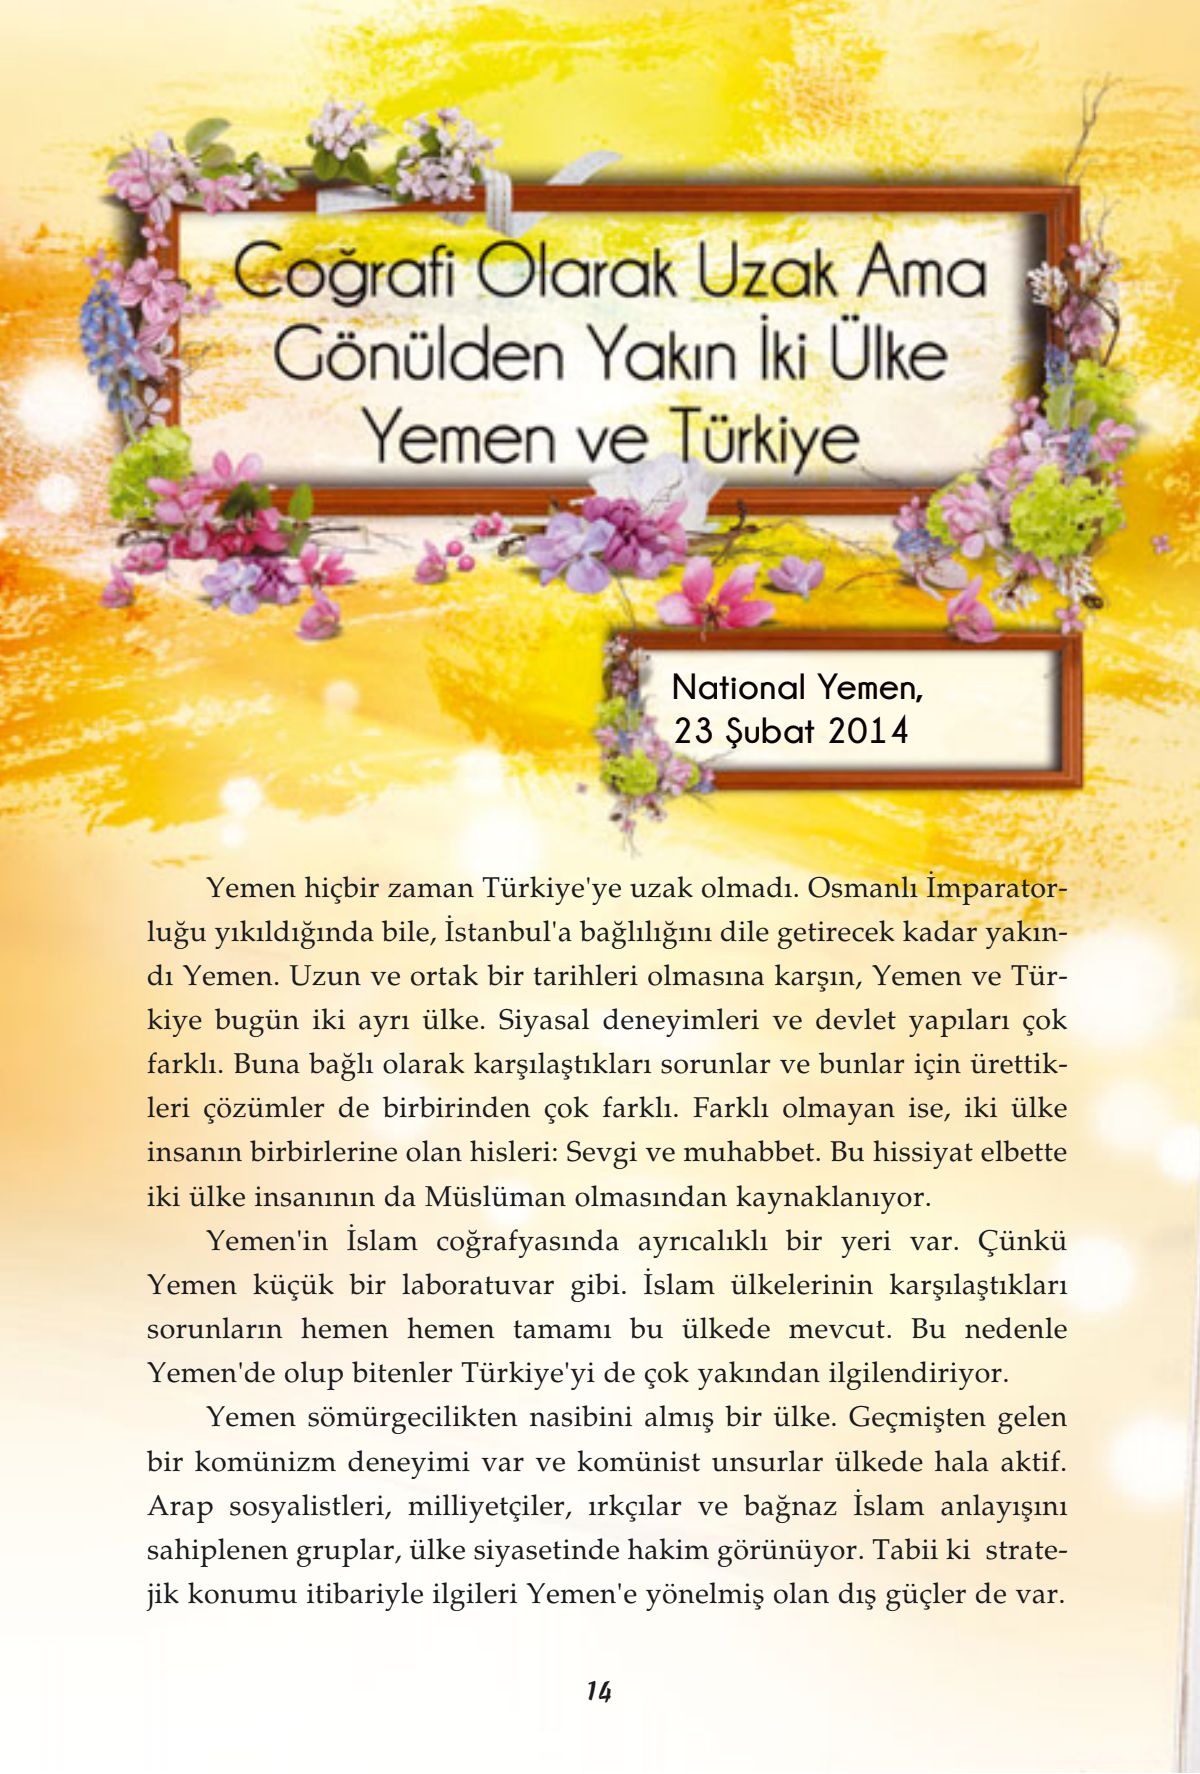 Coğrafi Olarak Uzak Ama
Gönülden Yakın İki Ülke
Yemen ve Türkiye
National Yemen,
23 Şubat 2014
Yemen hiçbir zaman Türkiye'ye uzak olmadı. Osmanlı İmparator-
luğu yıkıldığında bile, İstanbul'a bağlılığını dile getirecek kadar yakın-
dı Yemen. Uzun ve ortak bir tarihleri olmasına karşın, Yemen ve Tür-
kiye bugün iki ayrı ülke. Siyasal deneyimleri ve devlet yapıları çok
farklı. Buna bağlı olarak karşılaştıkları sorunlar ve bunlar için ürettik-
leri çözümler de birbirinden çok farklı. Farklı olmayan ise, iki ülke
insanın birbirlerine olan hisleri: Sevgi ve muhabbet. Bu hissiyat elbette
iki ülke insanının da Müslüman olmasından kaynaklanıyor.
Yemen'in İslam coğrafyasında ayrıcalıklı bir yeri var. Çünkü
Yemen küçük bir laboratuvar gibi. İslam ülkelerinin karşılaştıkları
sorunların hemen hemen tamamı bu ülkede mevcut. Bu nedenle
Yemen'de olup bitenler Türkiye'yi de çok yakından ilgilendiriyor.
Yemen sömürgecilikten nasibini almış bir ülke. Geçmişten gelen
bir komünizm deneyimi var ve komünist unsurlar ülkede hala aktif.
Arap sosyalistleri, milliyetçiler, ırkçılar ve bağnaz İslam anlayışını
sahiplenen gruplar, ülke siyasetinde hakim görünüyor. Tabii ki  strate-
jik konumu itibariyle ilgileri Yemen'e yönelmiş olan dış güçler de var.
14